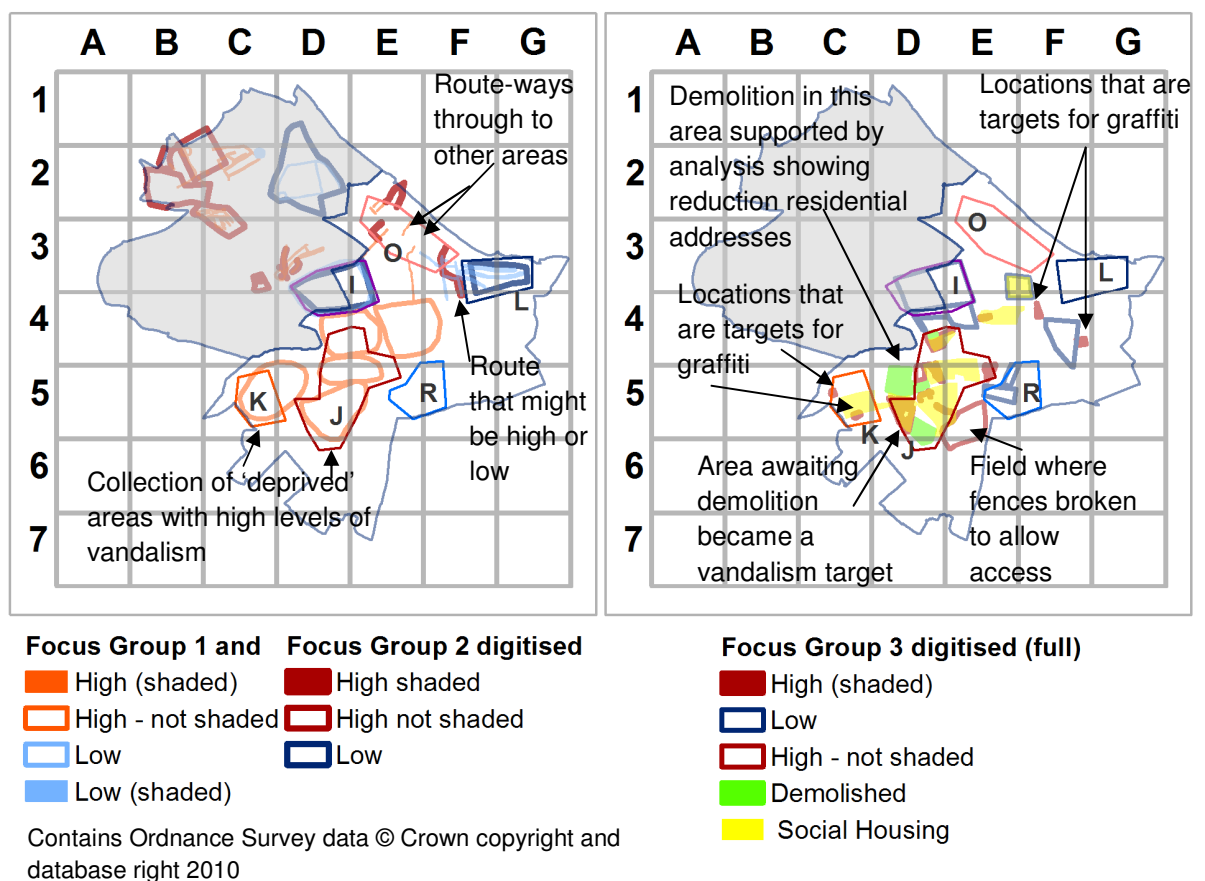 A B C D E F G
1
2
3
4
5
6
7
Route-ways
through to
other areas
O
I
L
K
J
R
Route
that might
be high or
low
Collection of ‘deprived’
areas with high levels of
vandalism
A B C D E F G
1
2
3
4
5
6
7
Demolition in this
area supported by
analysis showing
reduction residential
addresses
Locations that are
targets for graffiti
Locations that
are targets for
graffiti
O
I
L
R
K
J
Area awaiting
demolition
became a
vandalism target
Field where
fences broken
to allow
access
Focus Group 1 and
High (shaded)
High - not shaded
Low
Low (shaded)
Focus Group 2 digitised
High shaded
High not shaded
Low
Focus Group 3 digitised (full)
High (shaded)
Low
High - not shaded
Demolished
Social Housing
Contains Ordnance Survey data © Crown copyright and
database right 2010